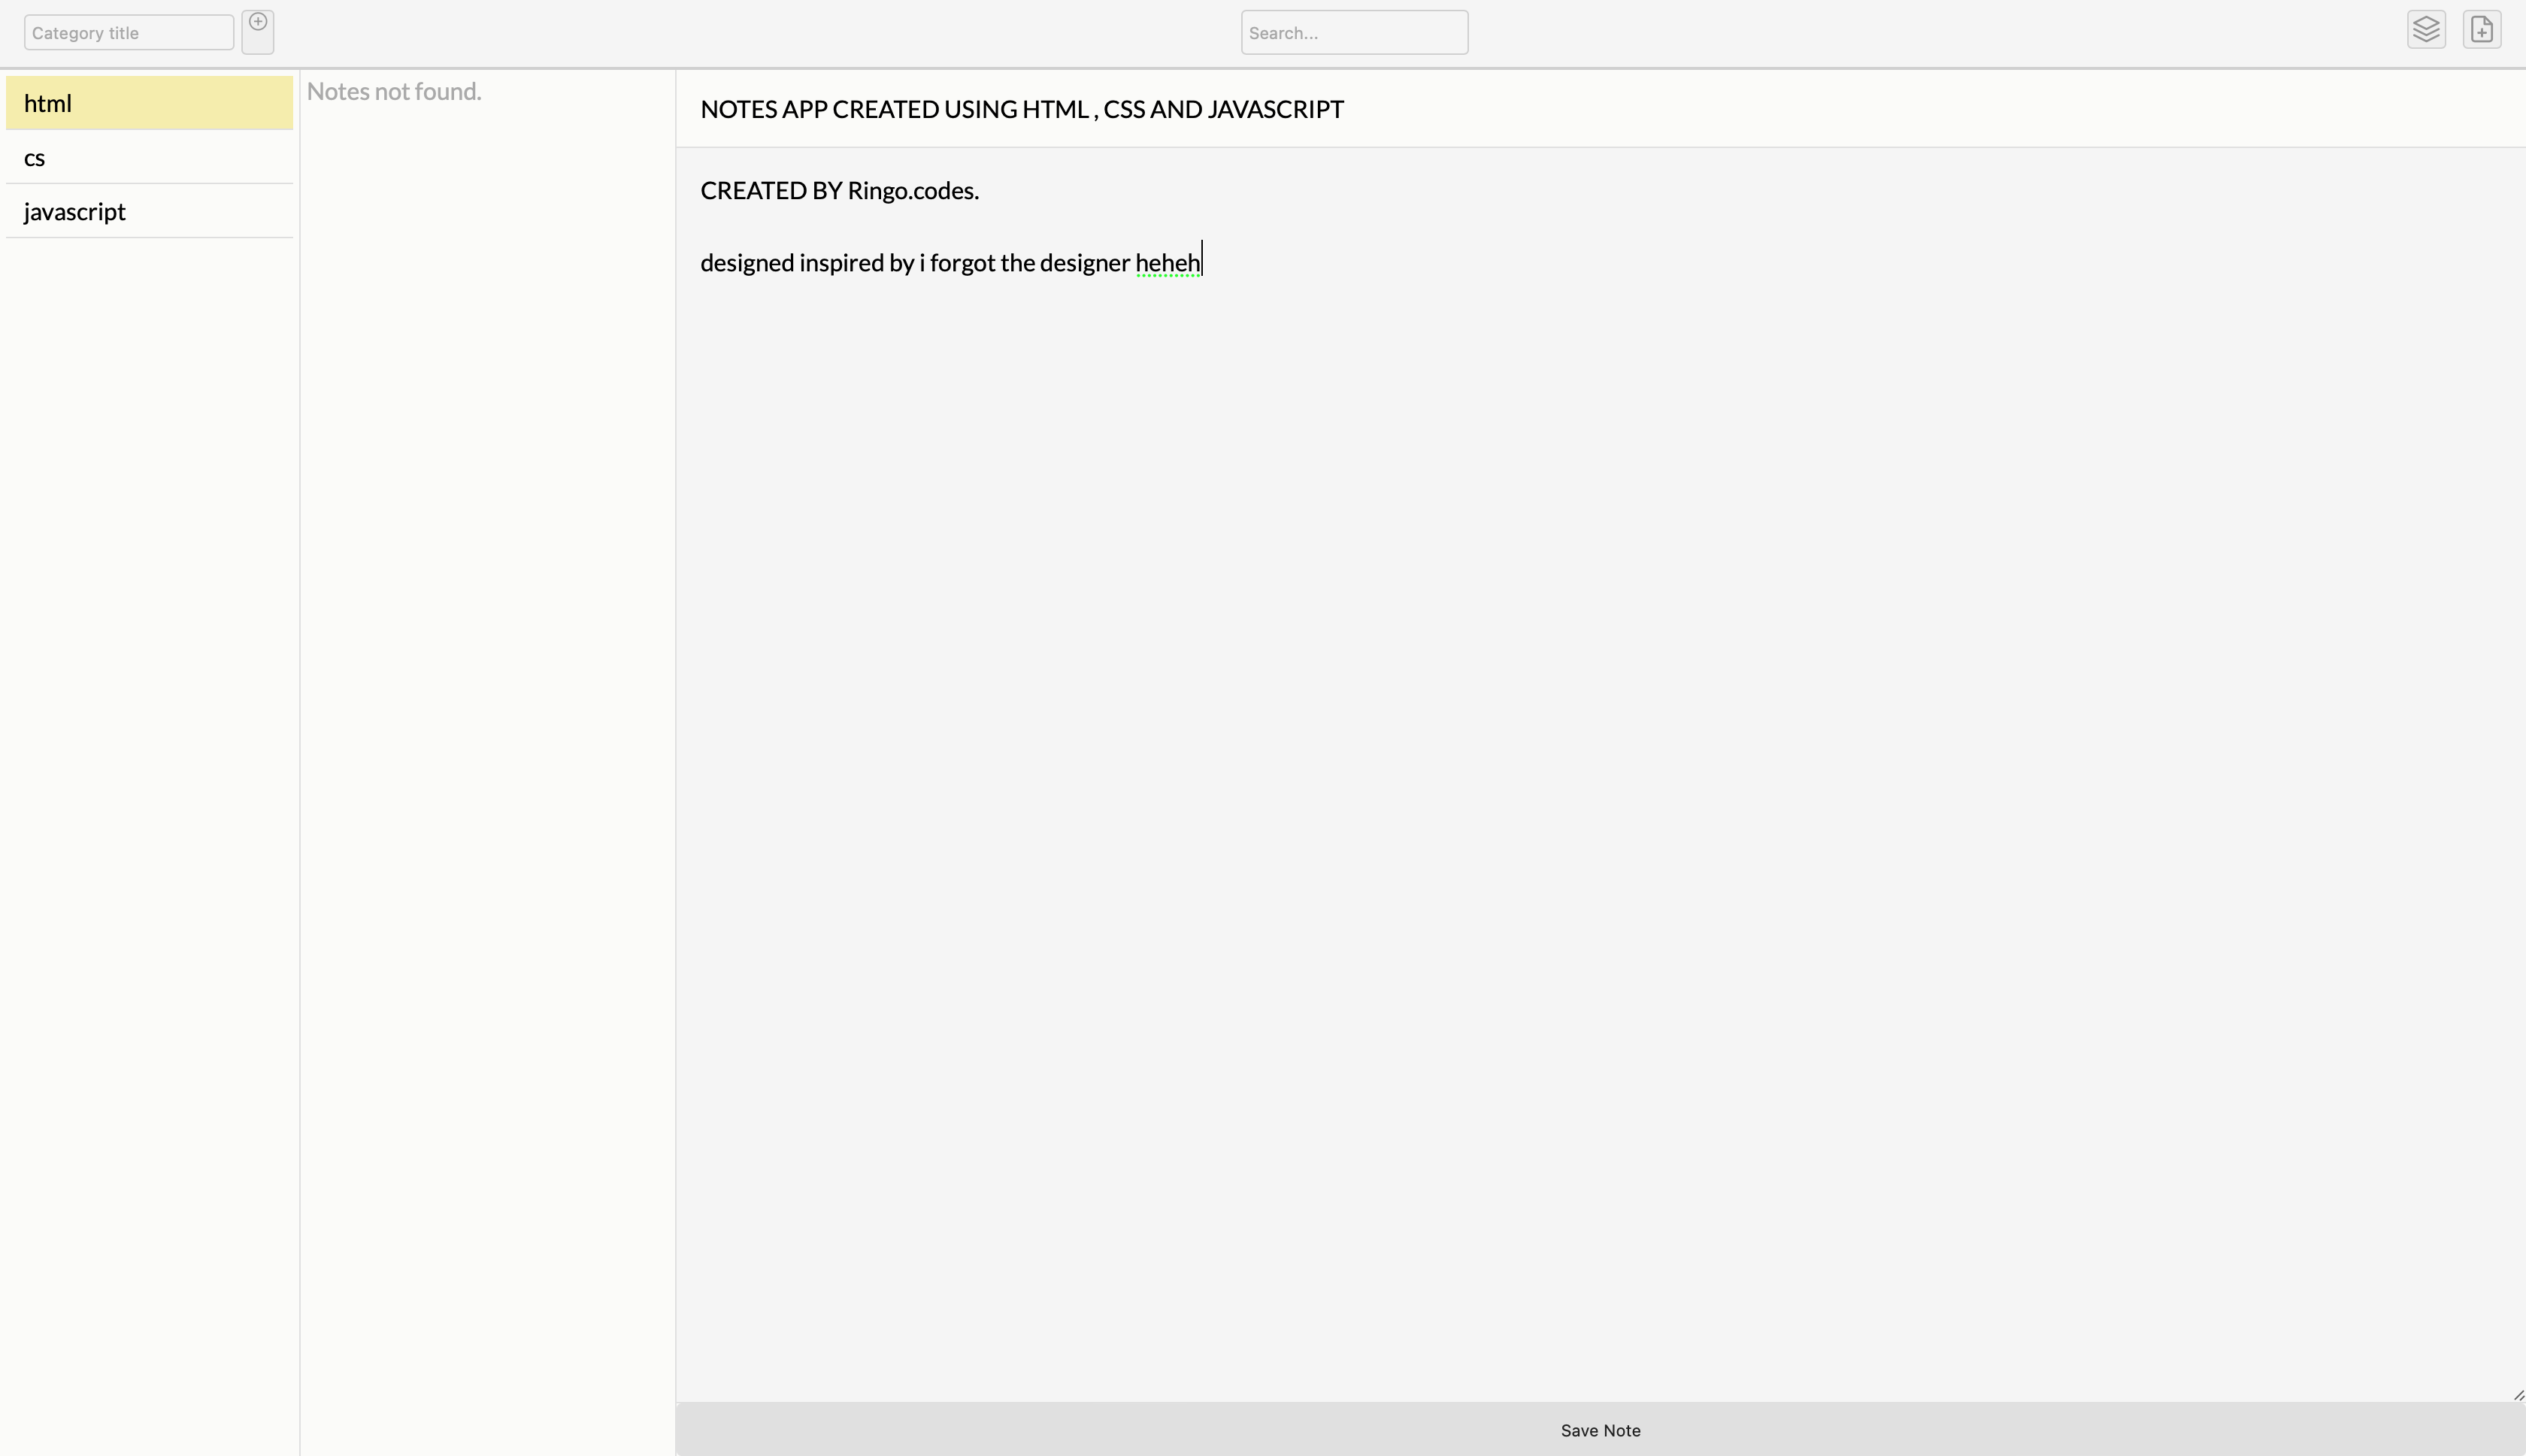 Category title
Search...
html
cs
javascript
Notes not found.
NOTES APP CREATED USING HTML , CSS AND JAVASCRIPT
CREATED BY Ringo.codes.
designed inspired by i forgot the designer heheh
Save Note